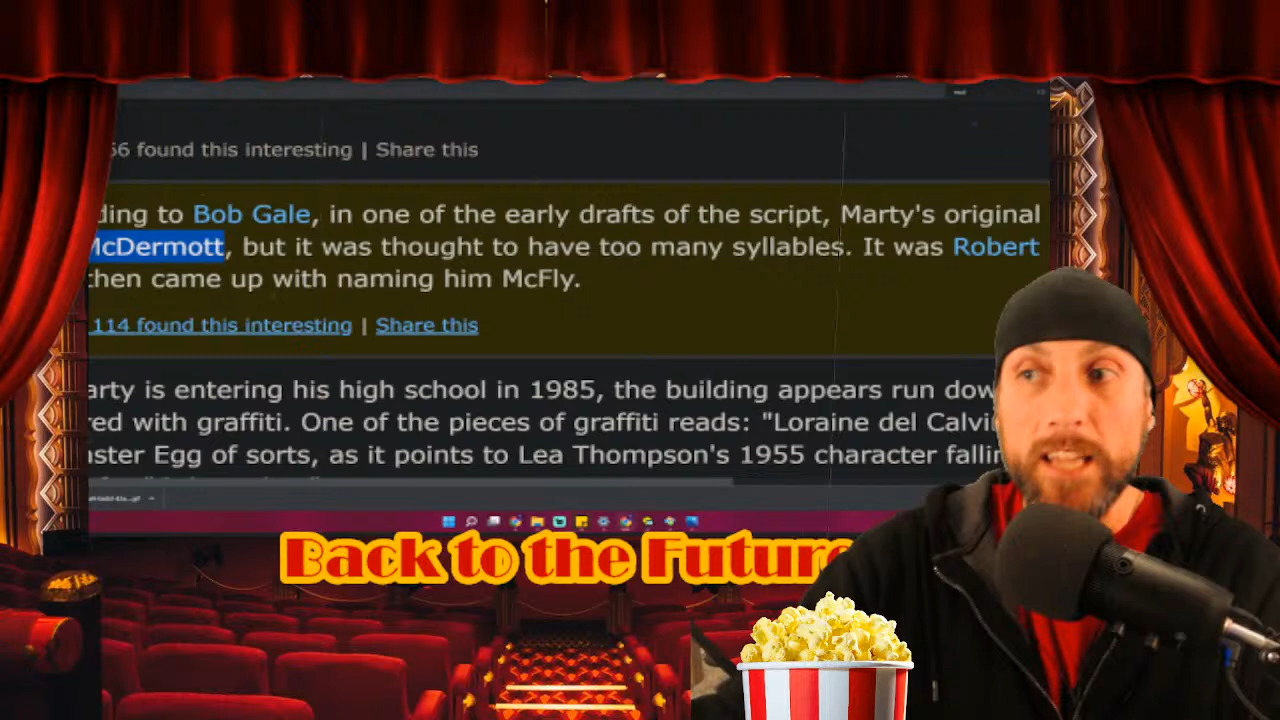 56 found this interesting | Share this
ding to Bob Gale, in one of the early drafts of the script, Marty's original
McDermott, but it was thought to have too many syllables. It was Robert
then came up with naming him McFly.
114 found this interesting | Share this
arty is entering his high school in 1985, the building appears run dow
red with graffiti. One of the pieces of graffiti reads: "Loraine del Calvi
aster Egg of sorts, as it points to Lea Thompson's 1955 character fallin
Back to the Future